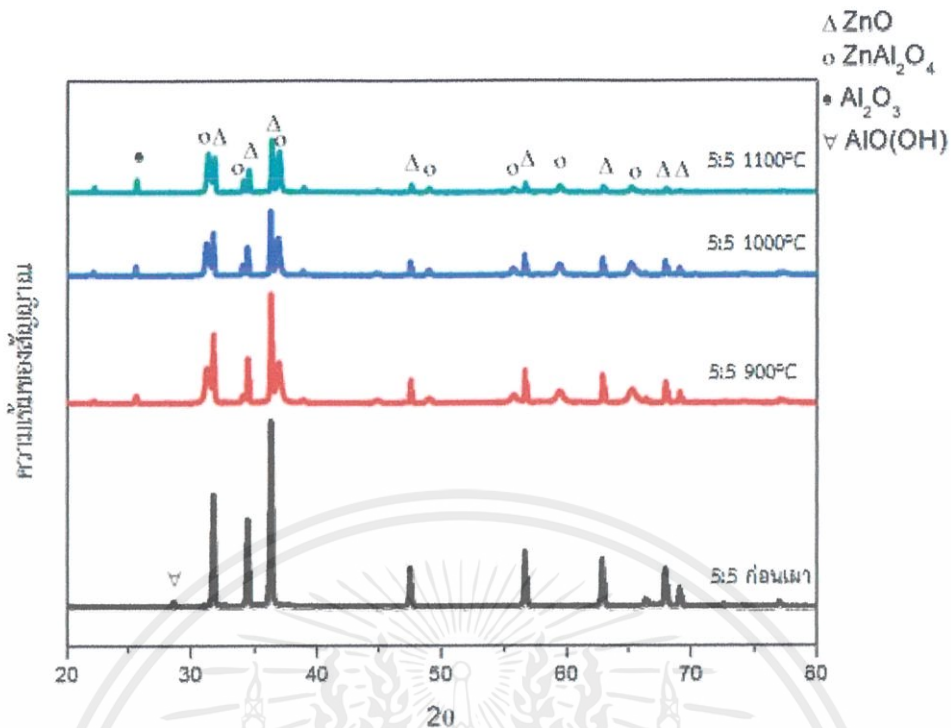 Δ ZnO
o ZnAl₂O₄
• Al₂O₃
∀ AlO(OH)
• o Δ o Δ Δ o Δ o o Δ o Δ o Δ Δ
5:5 1100°C
5:5 1000°C
5:5 900°C
∀
5:5 ก่อนเผา
ความเข้มของสัญญาณ
20 30 40 50 60 70 80
2θ